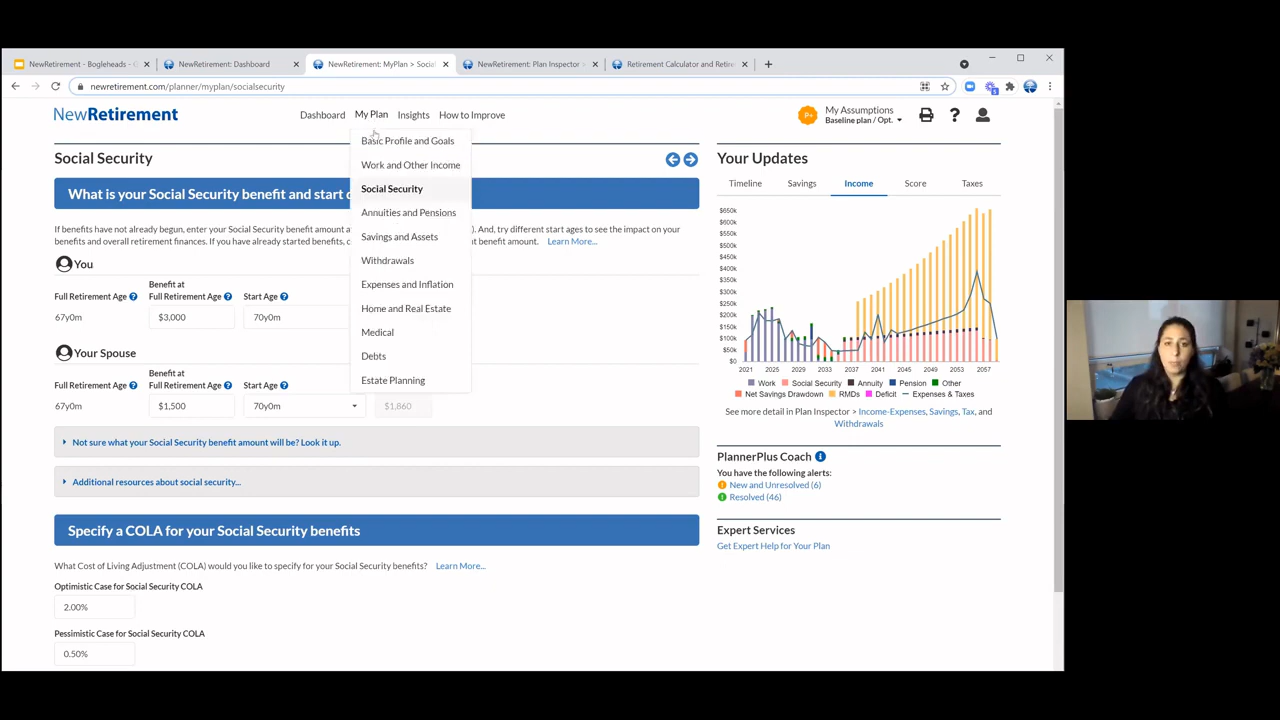 NewRetirement - Bogleheads - G
NewRetirement: Dashboard
NewRetirement: MyPlan > Socia
NewRetirement: Plan Inspector >
Retirement Calculator and Retire
newretirement.com/planner/myplan/socialsecurity
NewRetirement
Dashboard
My Plan
Insights
How to Improve
P+
My Assumptions
Baseline plan / Opt.
Basic Profile and Goals
Work and Other Income
Social Security
Annuities and Pensions
Savings and Assets
Withdrawals
Expenses and Inflation
Home and Real Estate
Medical
Debts
Estate Planning
Social Security
What is your Social Security benefit and start
If benefits have not already begun, enter your Social Security benefit amount
). And, try different start ages to see the impact on your
benefits and overall retirement finances. If you have already started benefits,
nt benefit amount. Learn More...
You
Full Retirement Age
Benefit at
Full Retirement Age
Start Age
67y0m
$3,000
70y0m
Your Spouse
Full Retirement Age
Benefit at
Full Retirement Age
Start Age
67y0m
$1,500
70y0m
$1,860
Not sure what your Social Security benefit amount will be? Look it up.
Additional resources about social security...
Specify a COLA for your Social Security benefits
What Cost of Living Adjustment (COLA) would you like to specify for your Social Security benefits? Learn More...
Optimistic Case for Social Security COLA
2.00%
Pessimistic Case for Social Security COLA
0.50%
Your Updates
Timeline
Savings
Income
Score
Taxes
$650k
$600k
$550k
$500k
$450k
$400k
$350k
$300k
$250k
$200k
$150k
$100k
$50k
$0
2021
2025
2029
2033
2037
2041
2045
2049
2053
2057
Work
Social Security
Annuity
Pension
Other
Net Savings Drawdown
RMDs
Deficit
Expenses & Taxes
See more detail in Plan Inspector > Income-Expenses, Savings, Tax, and
Withdrawals
PlannerPlus Coach
You have the following alerts:
New and Unresolved (6)
Resolved (46)
Expert Services
Get Expert Help for Your Plan